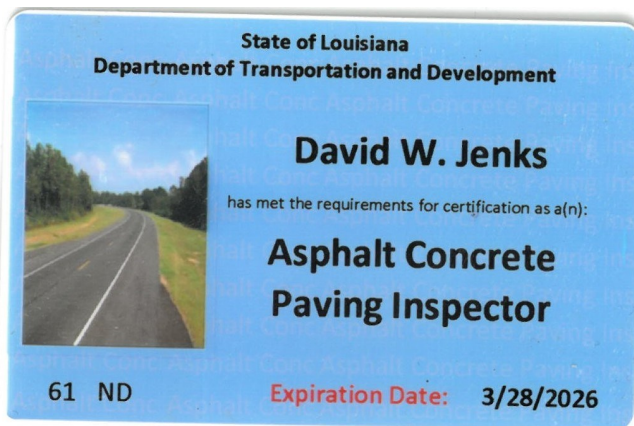 State of Louisiana
Department of Transportation and Development
David W. Jenks
has met the requirements for certification as a(n):
Asphalt Concrete
Paving Inspector
61 ND
Expiration Date: 3/28/2026